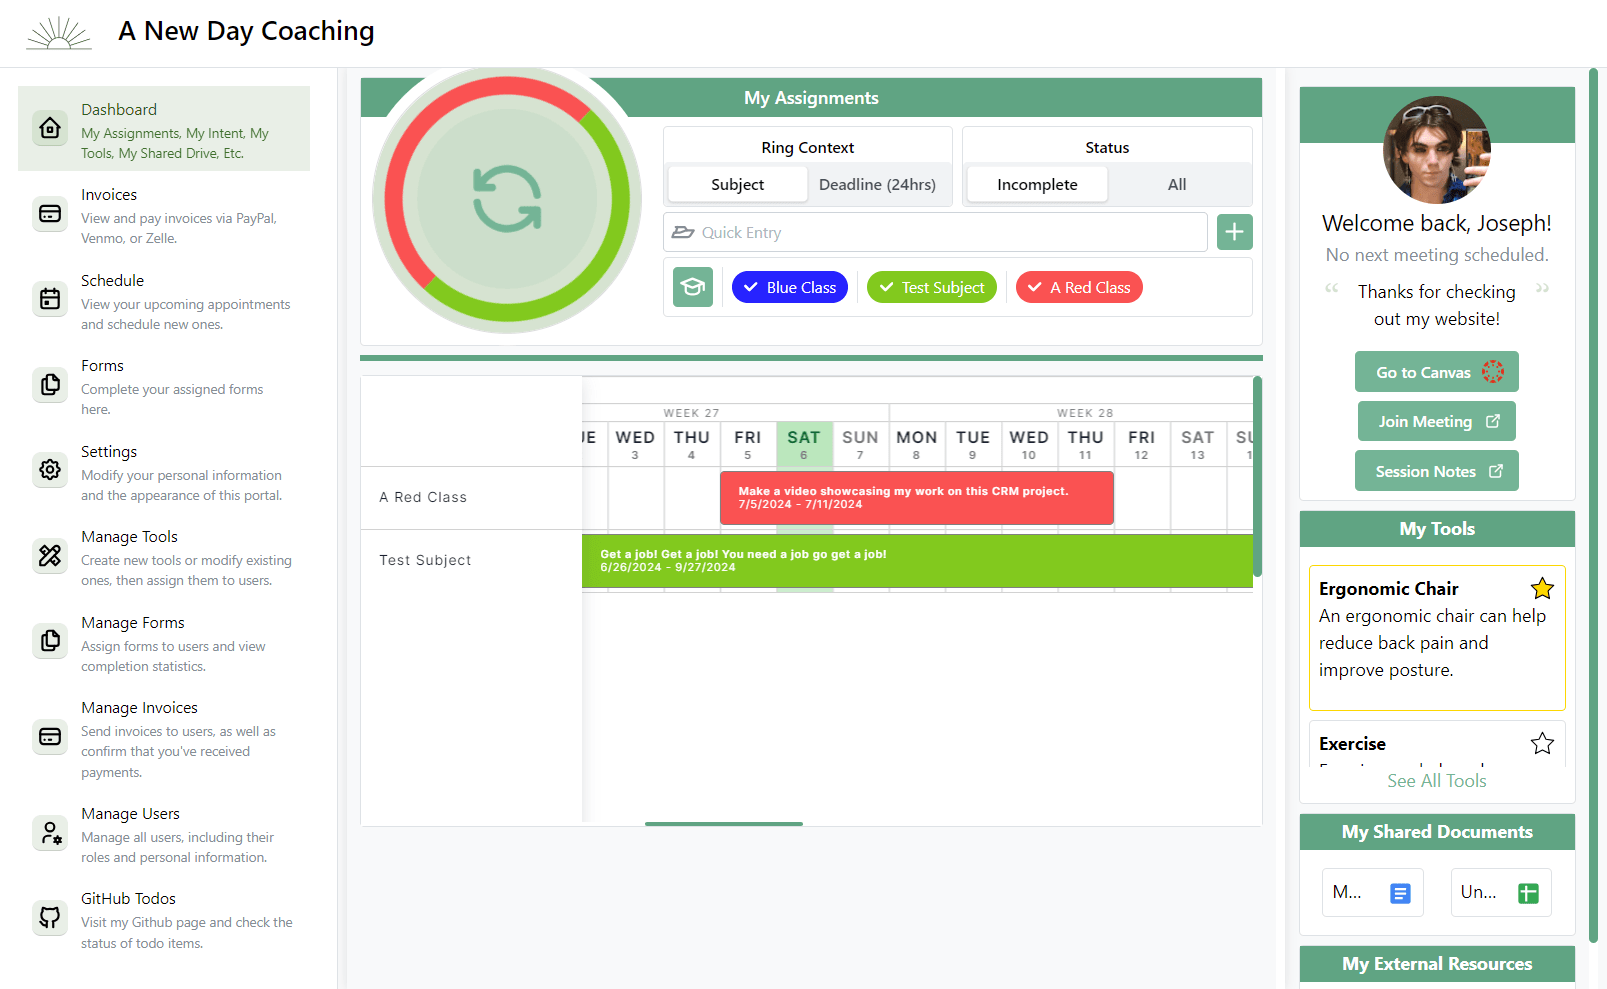 A New Day Coaching
Dashboard
My Assignments, My Intent, My
Tools, My Shared Drive, Etc.
Invoices
View and pay invoices via PayPal,
Venmo, or Zelle.
Schedule
View your upcoming appointments
and schedule new ones.
Forms
Complete your assigned forms
here.
Settings
Modify your personal information
and the appearance of this portal.
Manage Tools
Create new tools or modify existing
ones, then assign them to users.
Manage Forms
Assign forms to users and view
completion statistics.
Manage Invoices
Send invoices to users, as well as
confirm that you've received
payments.
Manage Users
Manage all users, including their
roles and personal information.
GitHub Todos
Visit my Github page and check the
status of todo items.
My Assignments
Ring Context
Subject Deadline (24hrs)
Status
Incomplete All
Quick Entry
Blue Class Test Subject A Red Class
WEEK 27 WEEK 28
UE WED THU FRI SAT SUN MON TUE WED THU FRI SAT SU
3 4 5 6 7 8 9 10 11 12 13 1
A Red Class
Make a video showcasing my work on this CRM project.
7/5/2024 - 7/11/2024
Test Subject
Get a job! Get a job! You need a job go get a job!
6/26/2024 - 9/27/2024
Welcome back, Joseph!
No next meeting scheduled.
“ Thanks for checking ”
out my website!
Go to Canvas
Join Meeting
Session Notes
My Tools
Ergonomic Chair
An ergonomic chair can help
reduce back pain and
improve posture.
Exercise
See All Tools
My Shared Documents
M... Un...
My External Resources